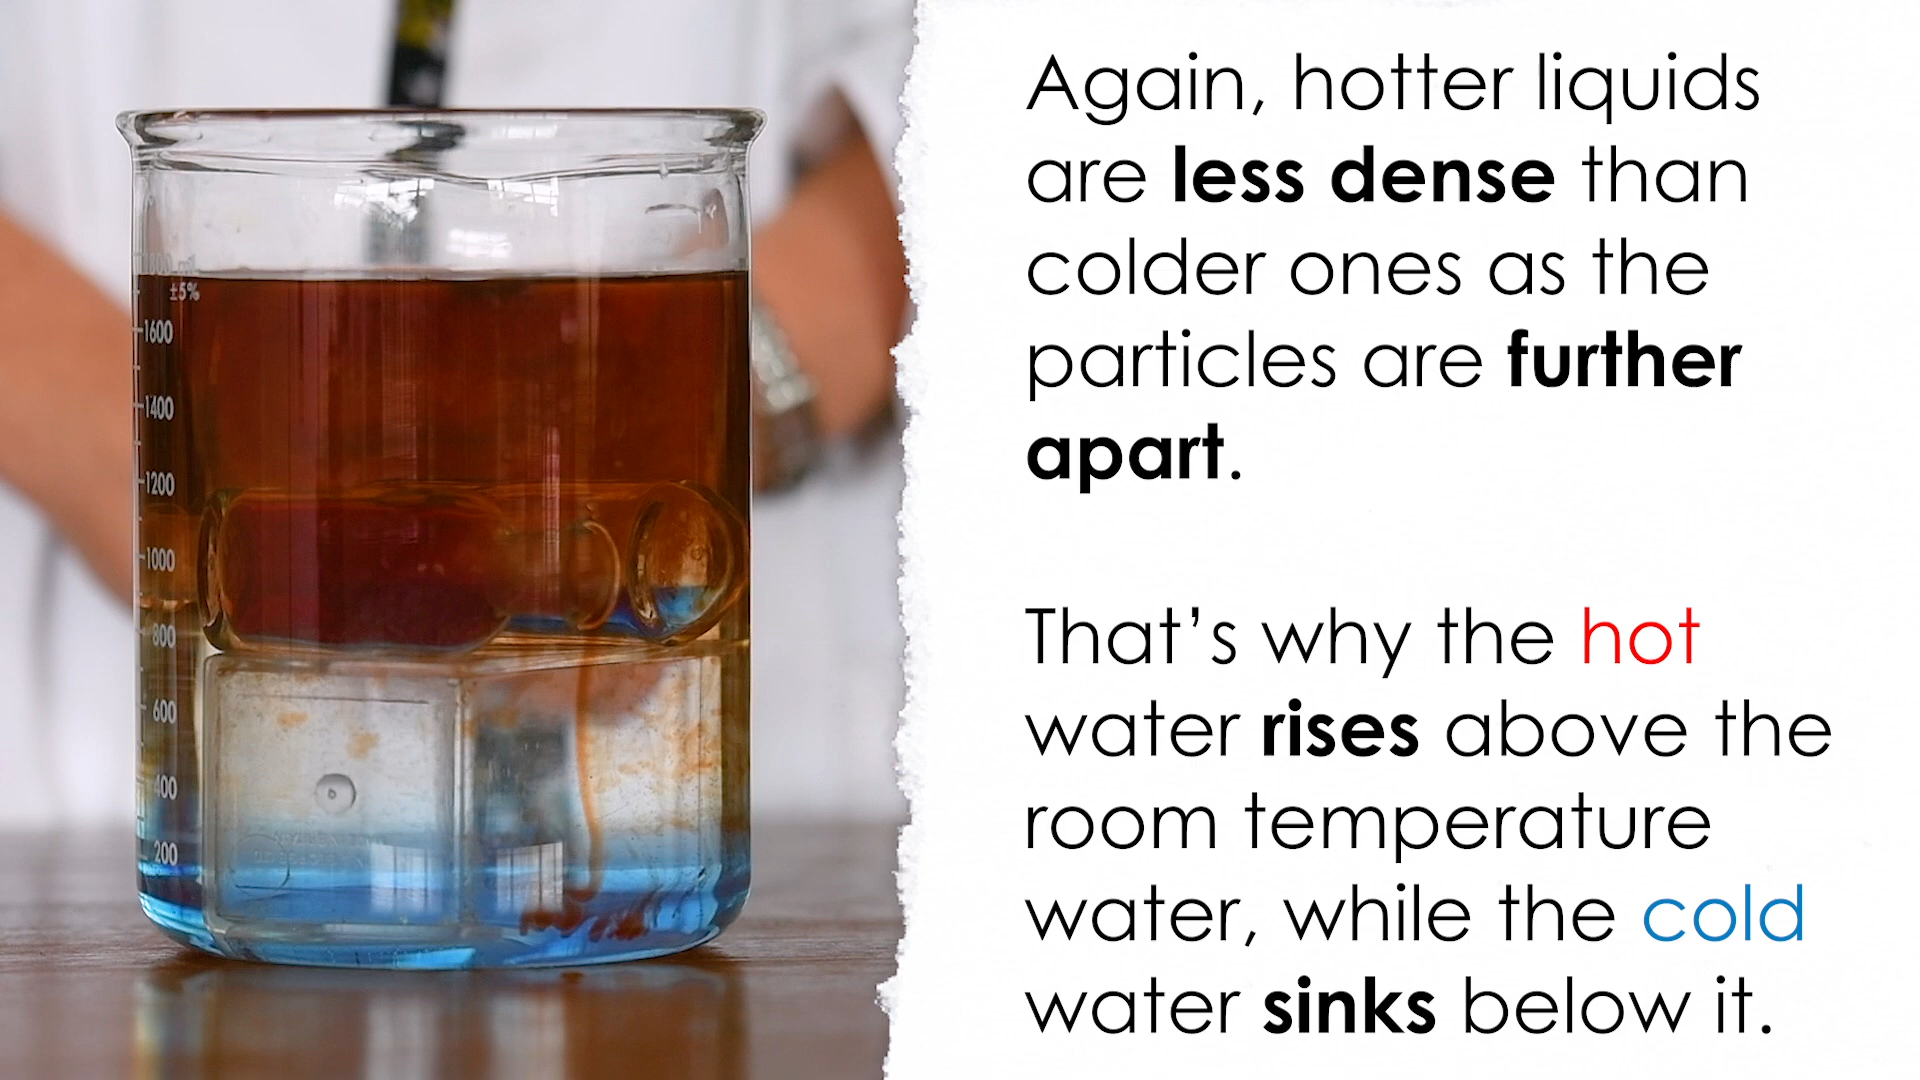 Again, hotter liquids
are less dense than
colder ones as the
particles are further
apart.
That’s why the hot
water rises above the
room temperature
water, while the cold
water sinks below it.
±5%
1600
1400
1200
1000
800
600
400
200